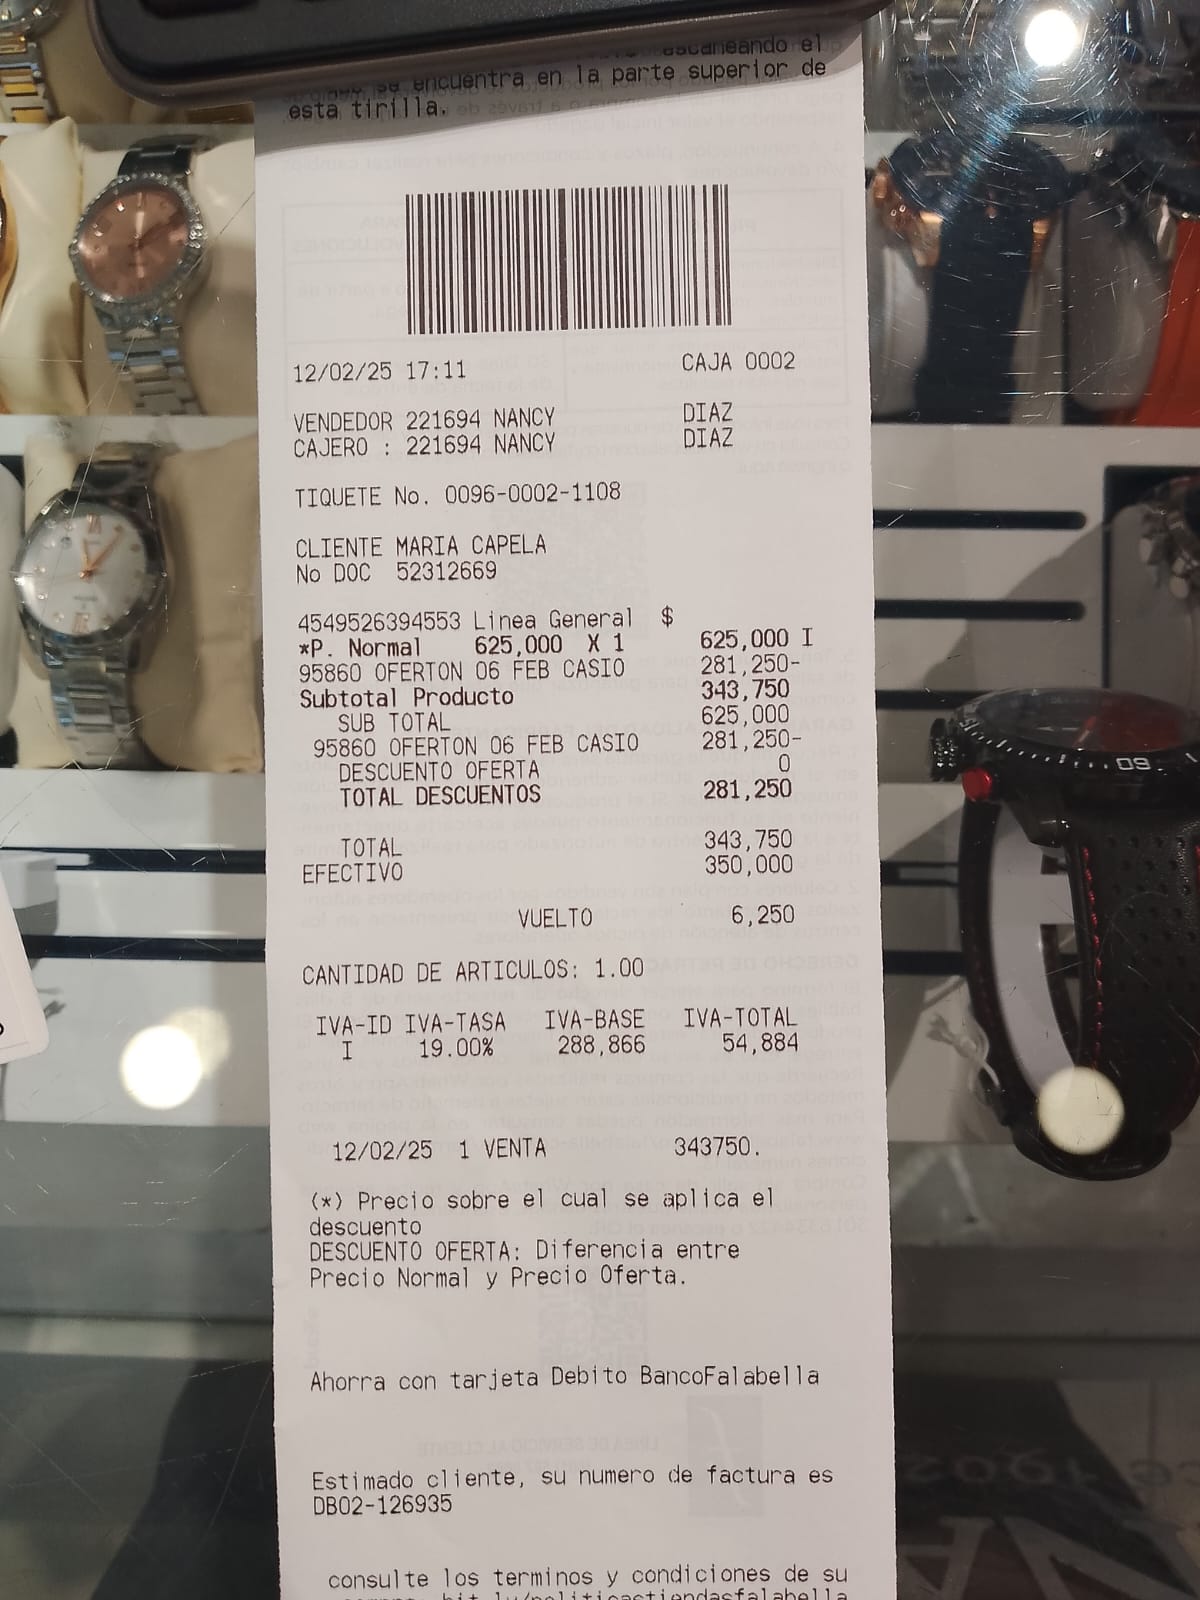 escaneando el
se encuentra en la parte superior de
esta tirilla.
12/02/25 17:11 CAJA 0002
VENDEDOR 221694 NANCY DIAZ
CAJERO : 221694 NANCY DIAZ
TIQUETE No. 0096-0002-1108
CLIENTE MARIA CAPELA
No DOC 52312669
4549526394553 Linea General $
*P. Normal 625,000 X 1 625,000 I
95860 OFERTON 06 FEB CASIO 281,250-
Subtotal Producto 343,750
SUB TOTAL 625,000
95860 OFERTON 06 FEB CASIO 281,250-
DESCUENTO OFERTA 0
TOTAL DESCUENTOS 281,250
TOTAL 343,750
EFECTIVO 350,000
VUELTO 6,250
CANTIDAD DE ARTICULOS: 1.00
IVA-ID IVA-TASA IVA-BASE IVA-TOTAL
I 19.00% 288,866 54,884
12/02/25 1 VENTA 343750.
(*) Precio sobre el cual se aplica el
descuento
DESCUENTO OFERTA: Diferencia entre
Precio Normal y Precio Oferta.
Ahorra con tarjeta Debito BancoFalabella
Estimado cliente, su numero de factura es
DB02-126935
consulte los terminos y condiciones de su
60